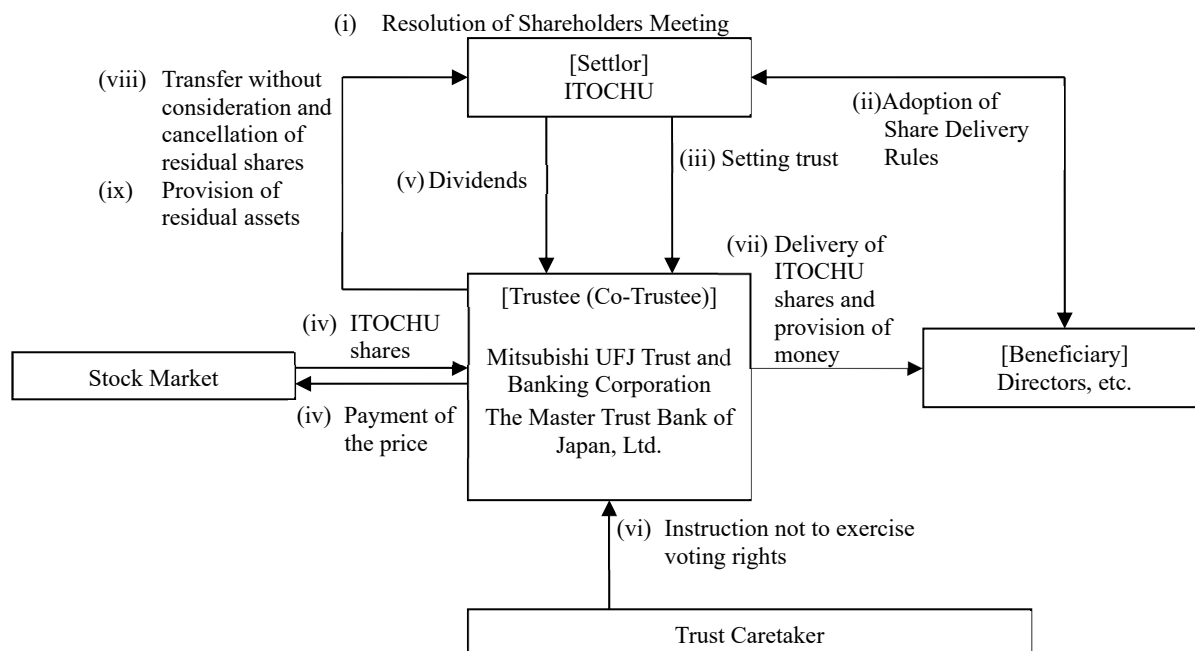 (i) Resolution of Shareholders Meeting
[Settlor]
ITOCHU
(viii) Transfer without
consideration and
cancellation of
residual shares
(ix) Provision of
residual assets
(ii)Adoption of
Share Delivery
Rules
(v) Dividends
(iii) Setting trust
(vii) Delivery of
ITOCHU
shares and
provision of
money
[Trustee (Co-Trustee)]
Mitsubishi UFJ Trust and
Banking Corporation
The Master Trust Bank of
Japan, Ltd.
(iv) ITOCHU
shares
Stock Market
(iv) Payment of
the price
[Beneficiary]
Directors, etc.
(vi) Instruction not to exercise
voting rights
Trust Caretaker